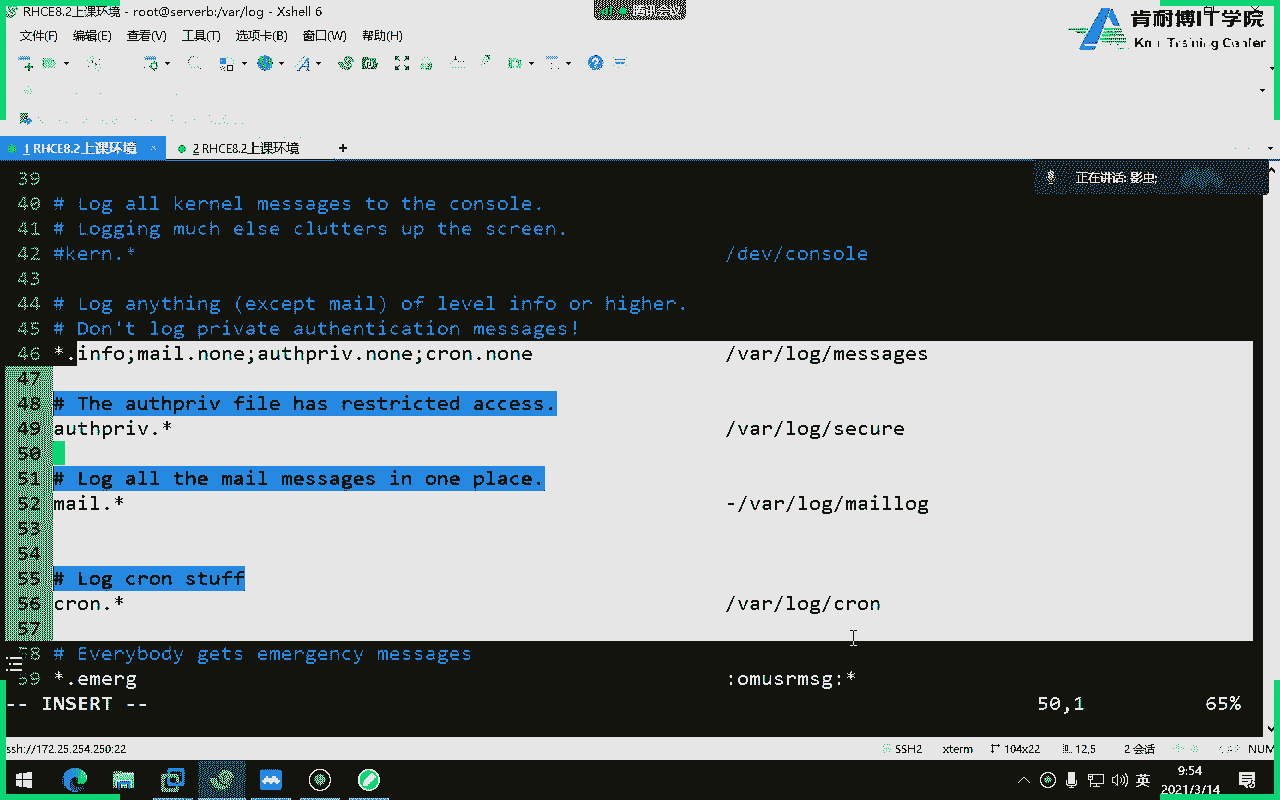 RHCE8.2上课环境 - root@serverb:/var/log - Xshell 6
腾讯会议
肯耐博IT学院
Training Center
文件(F) 编辑(E) 查看(V) 工具(T) 选项卡(B) 窗口(W) 帮助(H)
1 RHCE8.2上课环境 × 2 RHCE8.2上课环境 +
正在讲话: 影虫;
39
40 # Log all kernel messages to the console.
41 # Logging much else clutters up the screen.
42 #kern.* /dev/console
43
44 # Log anything (except mail) of level info or higher.
45 # Don't log private authentication messages!
46 *.info;mail.none;authpriv.none;cron.none /var/log/messages
47
48 # The authpriv file has restricted access.
49 authpriv.* /var/log/secure
50
51 # Log all the mail messages in one place.
52 mail.* -/var/log/maillog
53
54
55 # Log cron stuff
56 cron.* /var/log/cron
57
58 # Everybody gets emergency messages
59 *.emerg :omusrmsg:*
-- INSERT -- 50,1 65%
ssh://172.25.254.250:22 SSH2 xterm 104x22 12,5 2 会话 NUM
英 9:54
2021/3/14